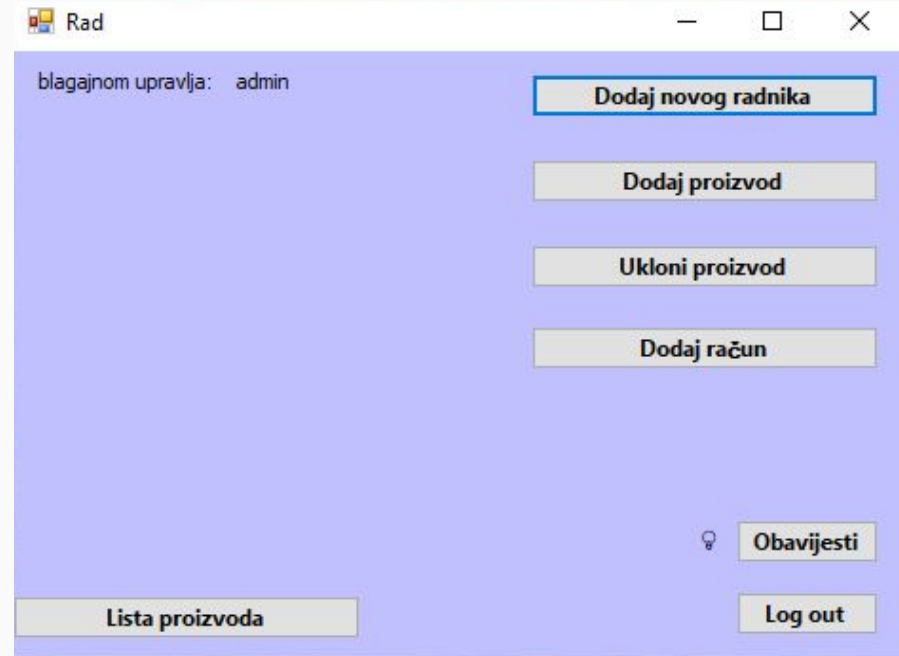 Rad
blagajnom upravlja: admin
Dodaj novog radnika
Dodaj proizvod
Ukloni proizvod
Dodaj račun
Obavijesti
Lista proizvoda
Log out